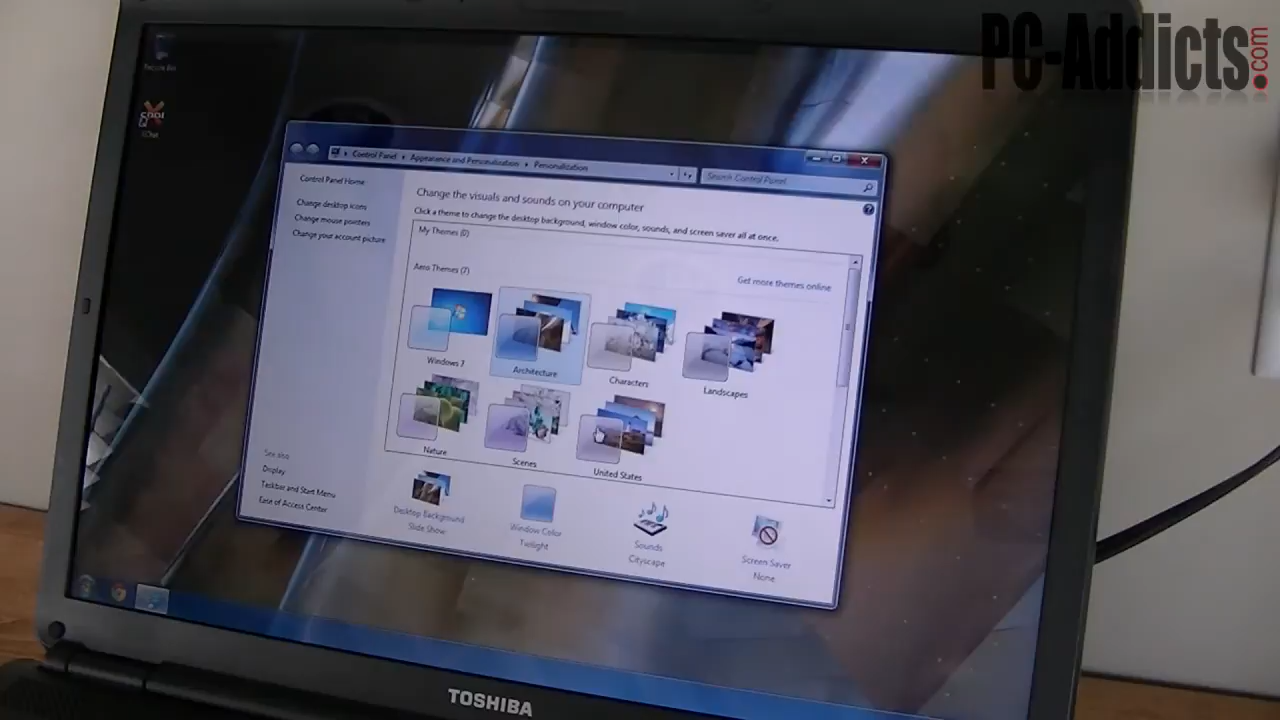 PC-Addicts.com
Recycle Bin
XChat
Control Panel
Appearance and Personalization
Personalization
Search Control Panel
Control Panel Home
Change desktop icons
Change mouse pointers
Change your account picture
Change the visuals and sounds on your computer
Click a theme to change the desktop background, window color, sounds, and screen saver all at once.
My Themes (0)
Aero Themes (7)
Get more themes online
Windows 7
Architecture
Characters
Landscapes
Nature
Scenes
United States
See also
Display
Taskbar and Start Menu
Ease of Access Center
Desktop Background
Slide Show
Window Color
Twilight
Sounds
Cityscape
Screen Saver
None
TOSHIBA